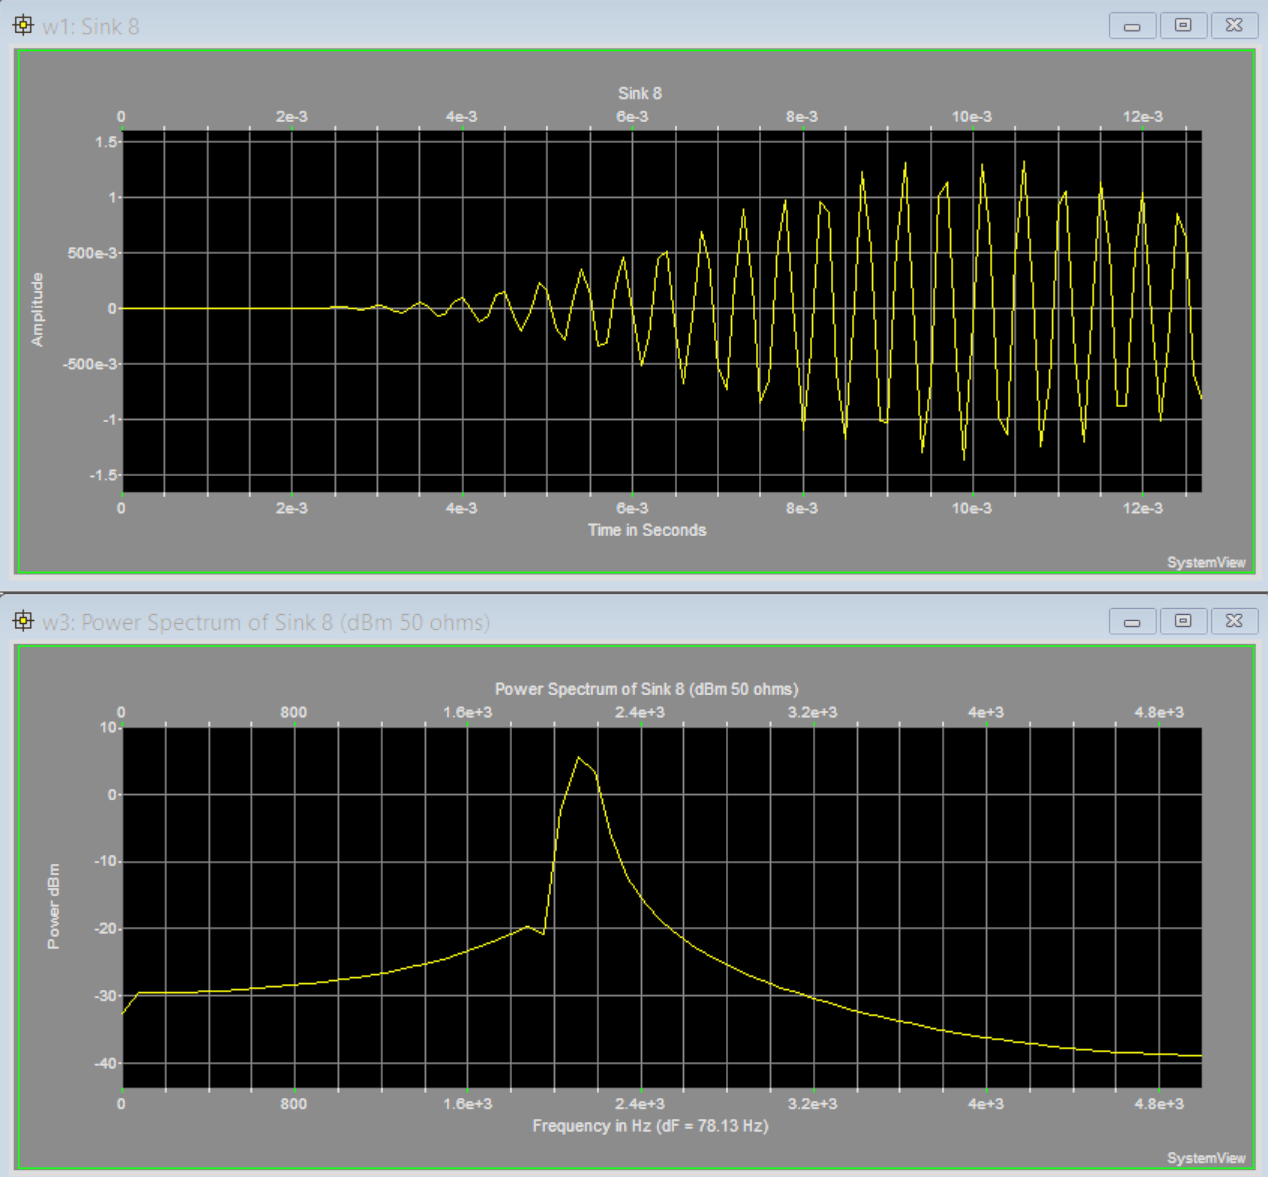 w1: Sink 8
Sink 8
0 2e-3 4e-3 6e-3 8e-3 10e-3 12e-3
1.5
1
500e-3
0
-500e-3
-1
-1.5
Amplitude
0 2e-3 4e-3 6e-3 8e-3 10e-3 12e-3
Time in Seconds
SystemView
w3: Power Spectrum of Sink 8 (dBm 50 ohms)
Power Spectrum of Sink 8 (dBm 50 ohms)
0 800 1.6e+3 2.4e+3 3.2e+3 4e+3 4.8e+3
10
0
-10
-20
-30
-40
Power dBm
0 800 1.6e+3 2.4e+3 3.2e+3 4e+3 4.8e+3
Frequency in Hz (dF = 78.13 Hz)
SystemView